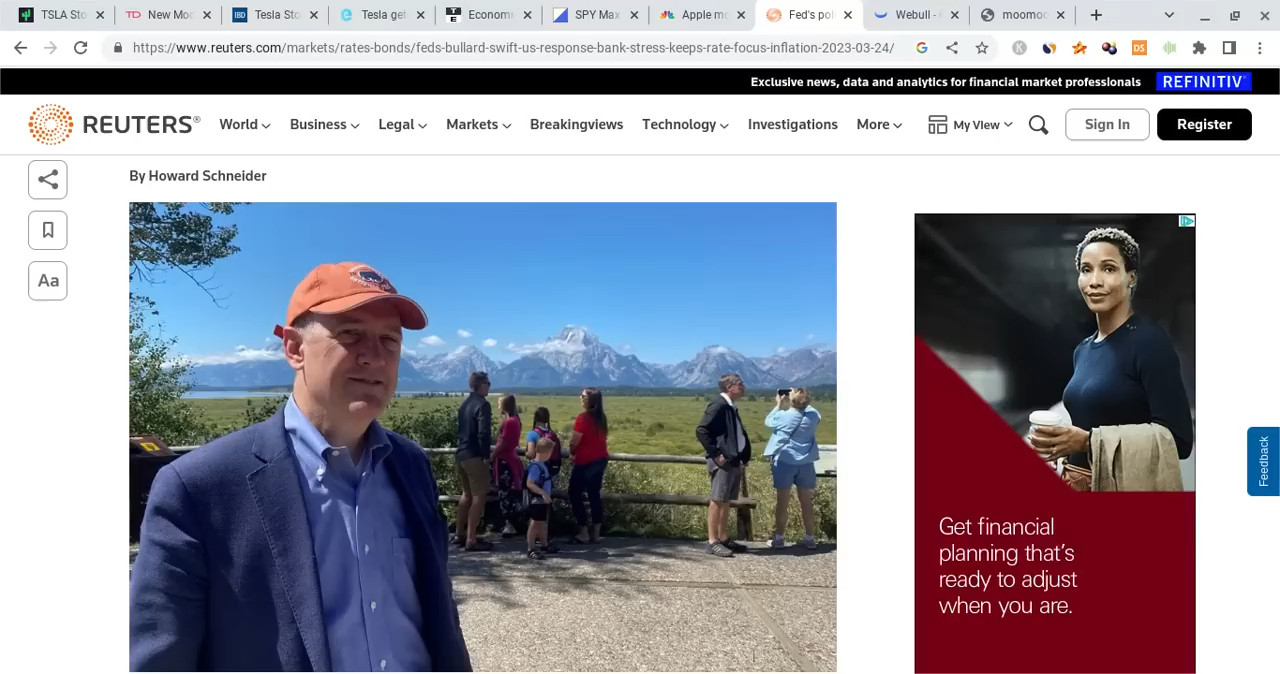 TSLA Sto
New Moo
Tesla Sto
Tesla get
Econom
SPY Max
Apple mo
Fed's pol
Webull -
moomoo
https://www.reuters.com/markets/rates-bonds/feds-bullard-swift-us-response-bank-stress-keeps-rate-focus-inflation-2023-03-24/
Exclusive news, data and analytics for financial market professionals REFINITIV
REUTERS®
World Business Legal Markets Breakingviews Technology Investigations More My View Sign In Register
By Howard Schneider
Aa
Get financial
planning that's
ready to adjust
when you are.
Feedback